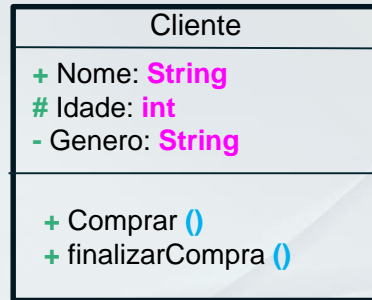 Cliente
+ Nome: String
# Idade: int
- Genero: String
+ Comprar ()
+ finalizarCompra ()